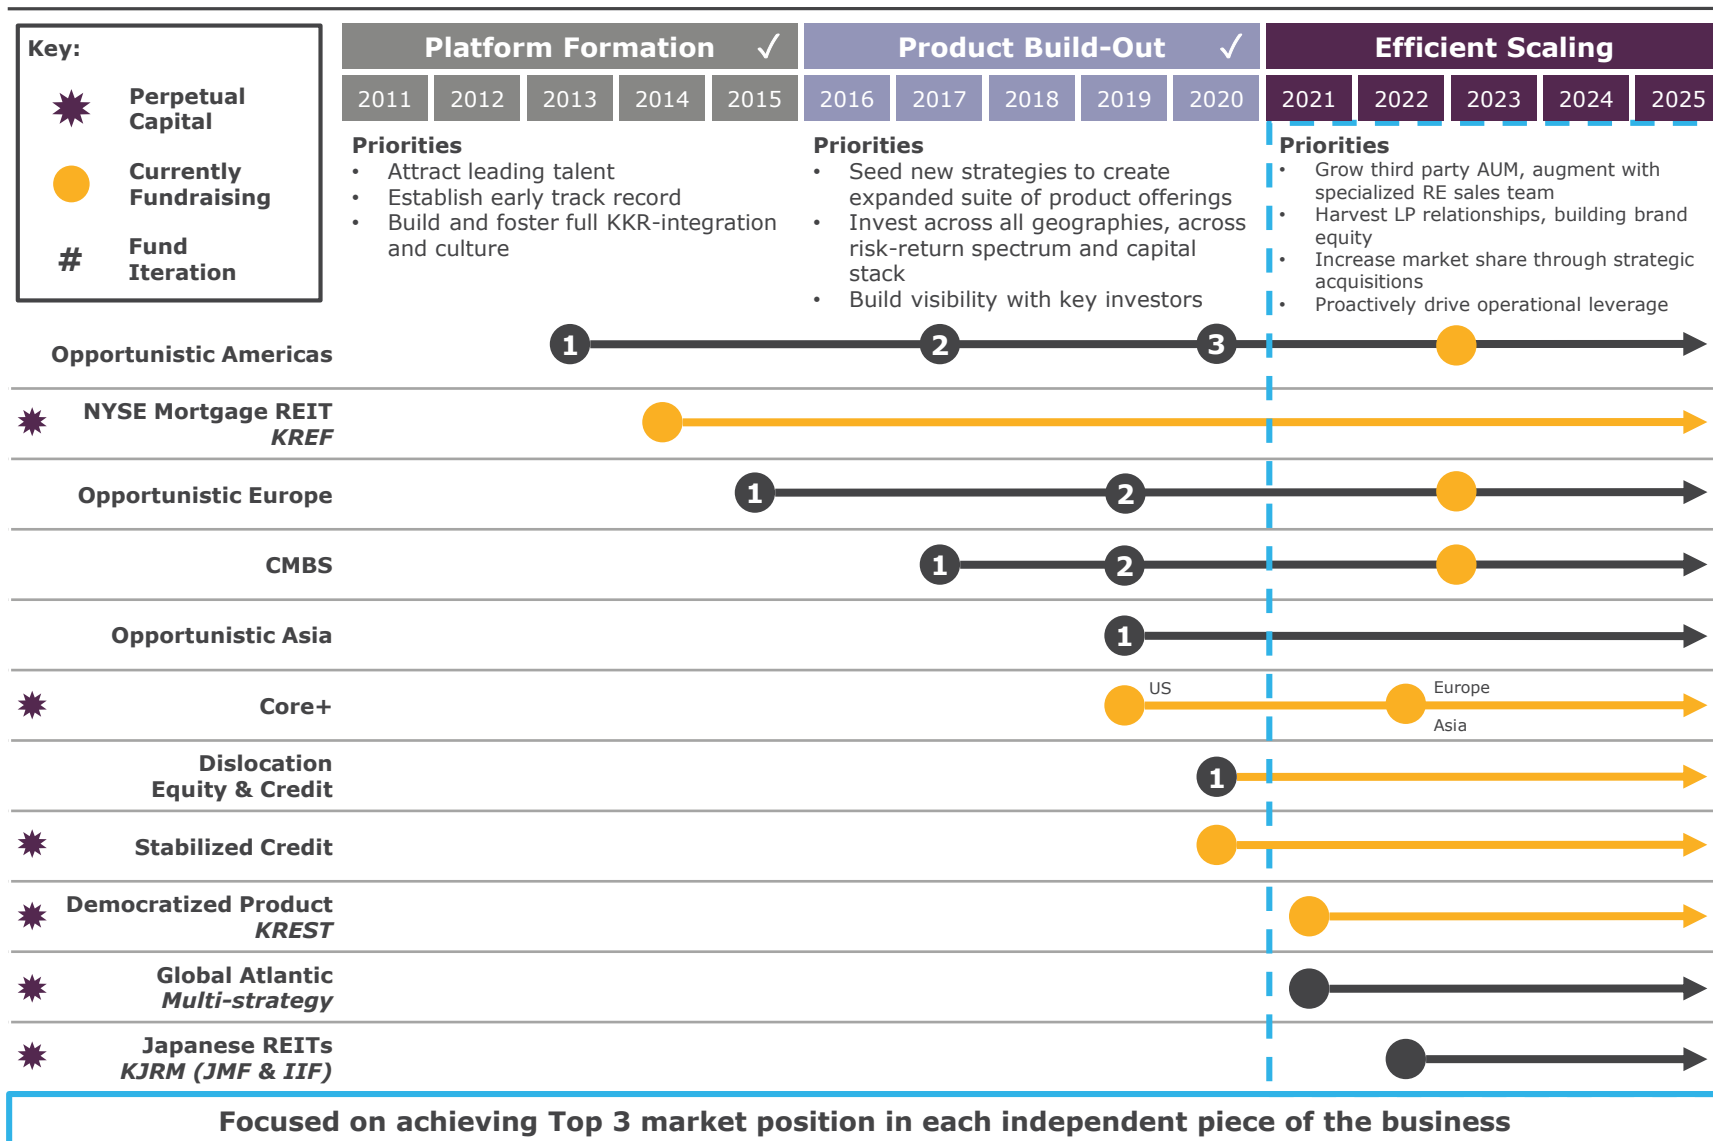 Key:
Perpetual
Capital
Currently
Fundraising
#
Fund
Iteration
Platform Formation ✓
Product Build-Out ✓
Efficient Scaling
2011 2012 2013 2014 2015 2016 2017 2018 2019 2020 2021 2022 2023 2024 2025
Priorities
• Attract leading talent
• Establish early track record
• Build and foster full KKR-integration
and culture
Priorities
• Seed new strategies to create
expanded suite of product offerings
• Invest across all geographies, across
risk-return spectrum and capital
stack
• Build visibility with key investors
Priorities
• Grow third party AUM, augment with
specialized RE sales team
• Harvest LP relationships, building brand
equity
• Increase market share through strategic
acquisitions
• Proactively drive operational leverage
Opportunistic Americas
1 2 3
NYSE Mortgage REIT
KREF
Opportunistic Europe
1 2
CMBS
1 2
Opportunistic Asia
1
Core+
US
Europe
Asia
Dislocation
Equity & Credit
1
Stabilized Credit
Democratized Product
KREST
Global Atlantic
Multi-strategy
Japanese REITs
KJRM (JMF & IIF)
Focused on achieving Top 3 market position in each independent piece of the business